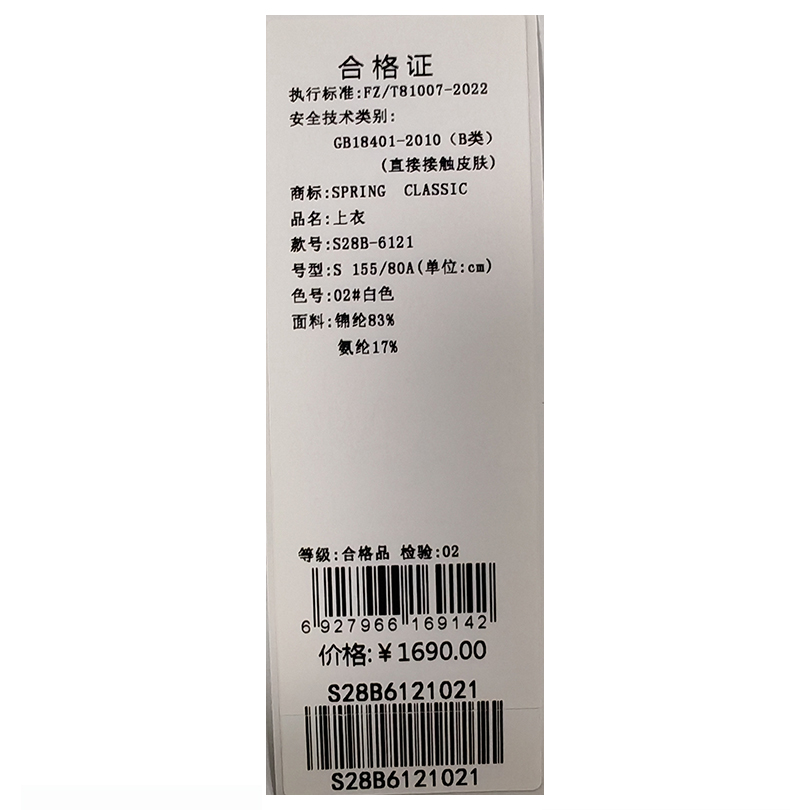 合格证
执行标准:FZ/T81007-2022
安全技术类别:
GB18401-2010（B类）
(直接接触皮肤)
商标:SPRING CLASSIC
品名:上衣
款号:S28B-6121
号型:S 155/80A(单位:cm)
色号:02#白色
面料:锦纶83%
氨纶17%
等级:合格品 检验:02
6 927966 169142
价格:￥1690.00
S28B6121021
S28B6121021